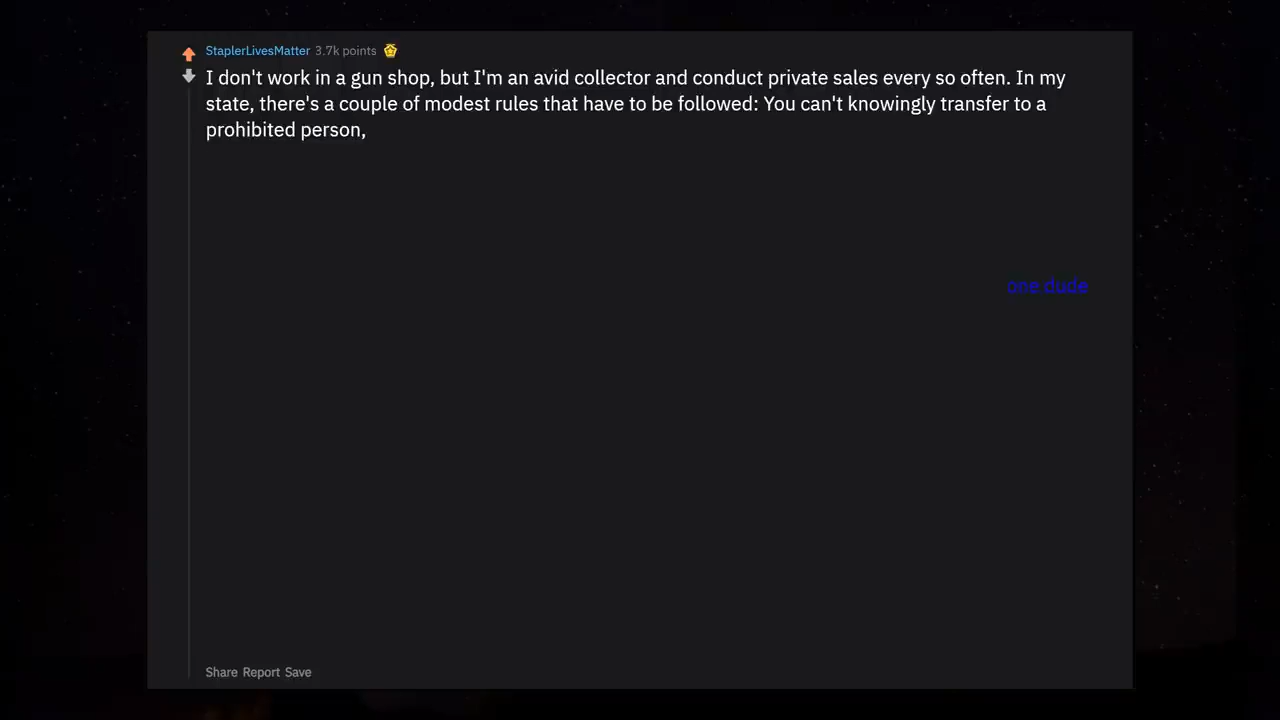 StaplerLivesMatter 3.7k points
I don't work in a gun shop, but I'm an avid collector and conduct private sales every so often. In my
state, there's a couple of modest rules that have to be followed: You can't knowingly transfer to a
prohibited person,
one dude
Share Report Save